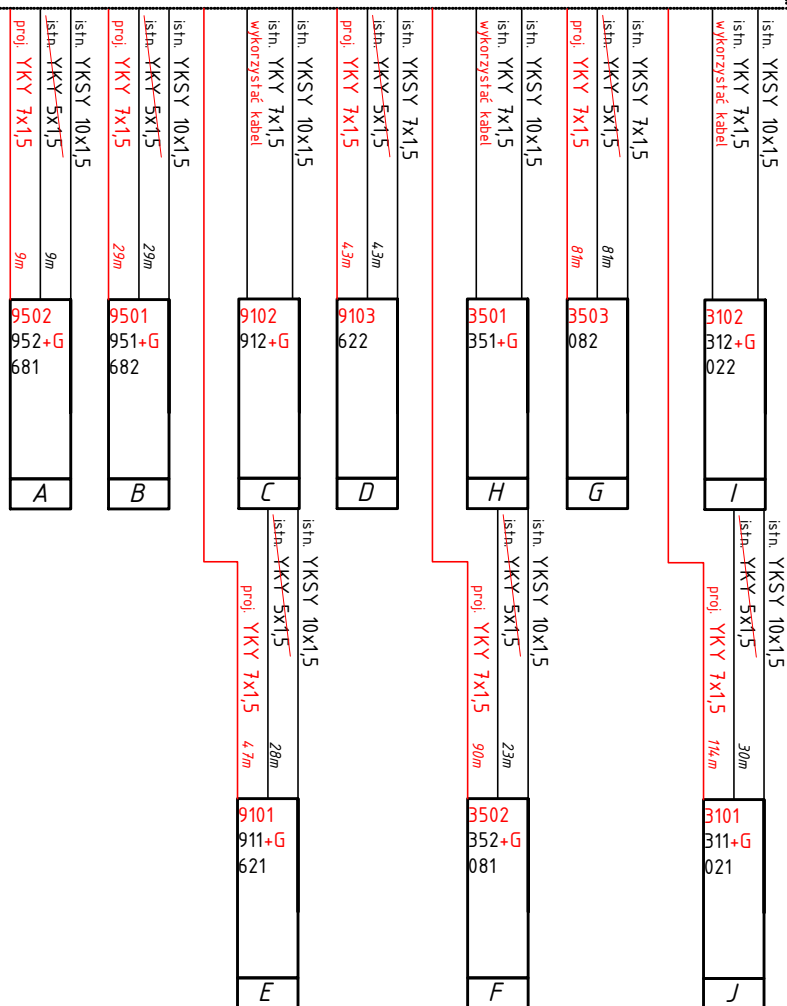 proj. YKY 7x1,5
istn. YKY 5x1,5
istn. YKSY 10x1,5
proj. YKY 7x1,5
istn. YKY 5x1,5
istn. YKSY 10x1,5
wykorzystać kabel
istn. YKY 7x1,5
istn. YKSY 10x1,5
proj. YKY 7x1,5
istn. YKY 5x1,5
istn. YKSY 7x1,5
wykorzystać kabel
istn. YKY 7x1,5
istn. YKSY 10x1,5
proj. YKY 7x1,5
istn. YKY 5x1,5
istn. YKSY 7x1,5
wykorzystać kabel
istn. YKY 7x1,5
istn. YKSY 10x1,5
9m
9m
29m
29m
43m
43m
81m
81m
9502
952+G
681
A
9501
951+G
682
B
9102
912+G
C
9103
622
D
3501
351+G
H
3503
082
G
3102
312+G
022
I
proj. YKY 7x1,5
istn. YKY 5x1,5
istn. YKSY 10x1,5
proj. YKY 7x1,5
istn. YKY 5x1,5
istn. YKSY 10x1,5
proj. YKY 7x1,5
istn. YKY 5x1,5
istn. YKSY 10x1,5
47m
28m
90m
23m
114m
30m
9101
911+G
621
E
3502
352+G
081
F
3101
311+G
021
J